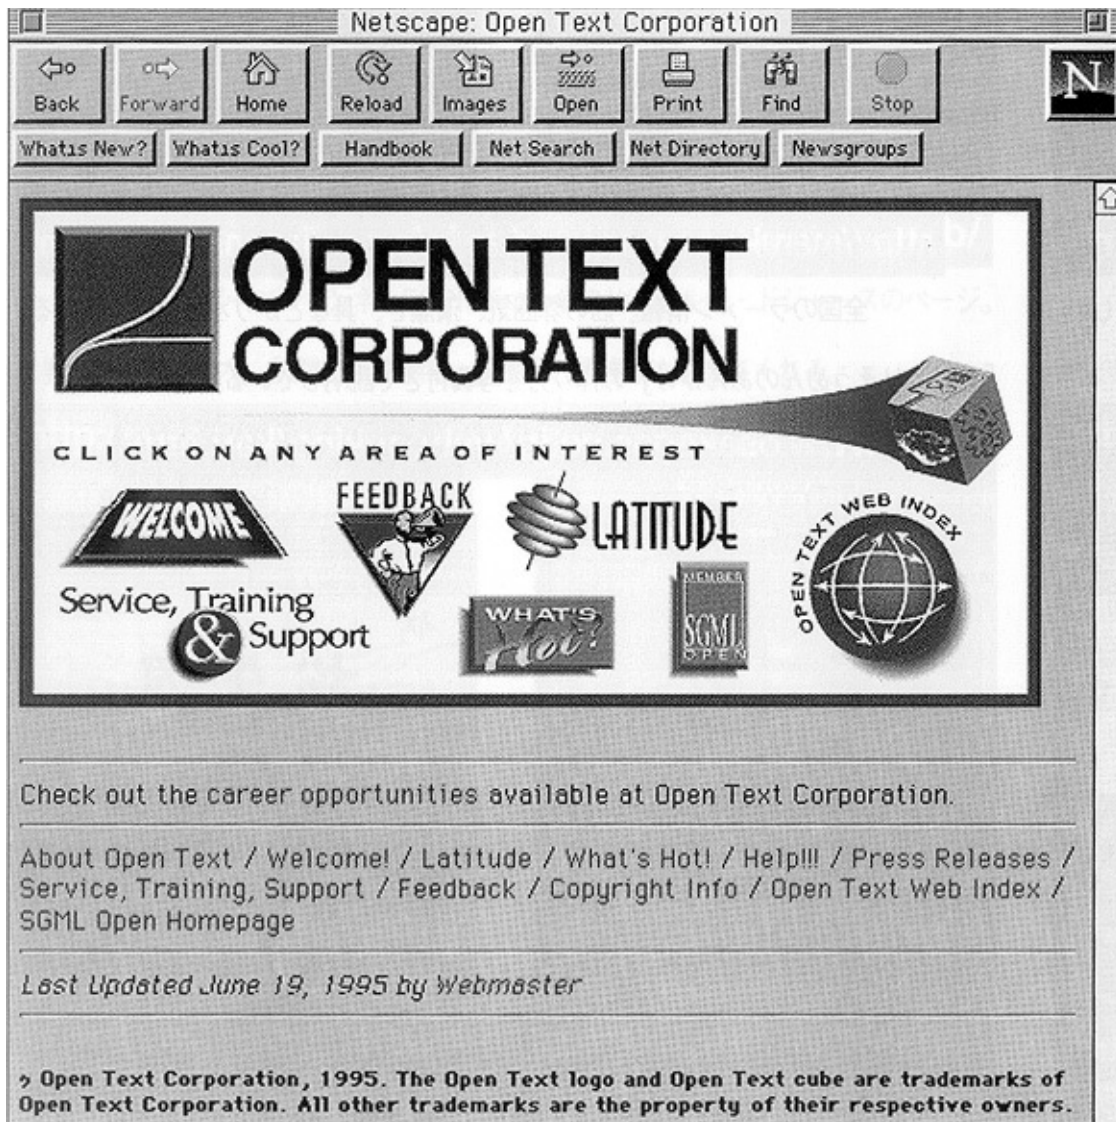 Netscape: Open Text Corporation
Back Forward Home Reload Images Open Print Find Stop
N
What's New? What's Cool? Handbook Net Search Net Directory Newsgroups
OPEN TEXT
CORPORATION
CLICK ON ANY AREA OF INTEREST
WELCOME
FEEDBACK
LATITUDE
OPEN TEXT WEB INDEX
Service, Training
& Support
WHAT'S
Hot?
MEMBER
SGML
OPEN
Check out the career opportunities available at Open Text Corporation.
About Open Text / Welcome! / Latitude / What's Hot! / Help!!! / Press Releases /
Service, Training, Support / Feedback / Copyright Info / Open Text Web Index /
SGML Open Homepage
Last Updated June 19, 1995 by Webmaster
Open Text Corporation, 1995. The Open Text logo and Open Text cube are trademarks of
Open Text Corporation. All other trademarks are the property of their respective owners.